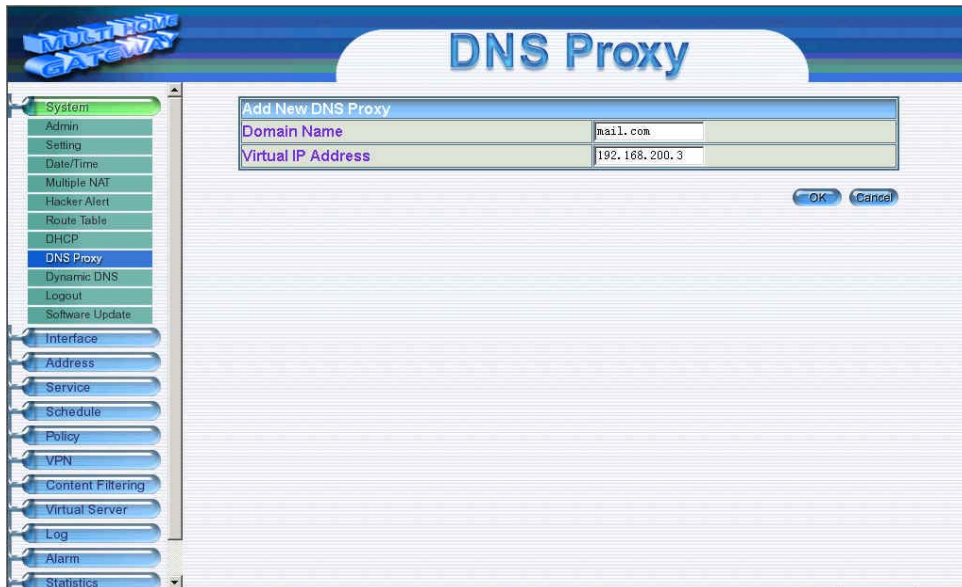 MULTI HOME
GATEWAY
DNS Proxy
System
Admin
Setting
Date/Time
Multiple NAT
Hacker Alert
Route Table
DHCP
DNS Proxy
Dynamic DNS
Logout
Software Update
Interface
Address
Service
Schedule
Policy
VPN
Content Filtering
Virtual Server
Log
Alarm
Statistics
Add New DNS Proxy
Domain Name mail.com
Virtual IP Address 192.168.200.3
OK Cancel